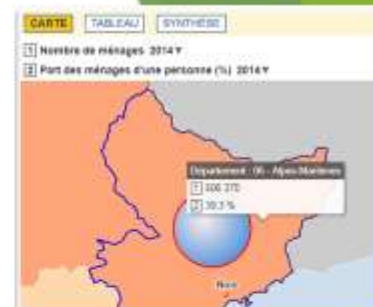 CARTE TABLEAU SYNTHÈSE
1 Nombre de ménages 2014 ▾
2 Part des ménages d'une personne (%) 2014 ▾
Département : 06 - Alpes-Maritimes
1 506 370
2 39.3 %